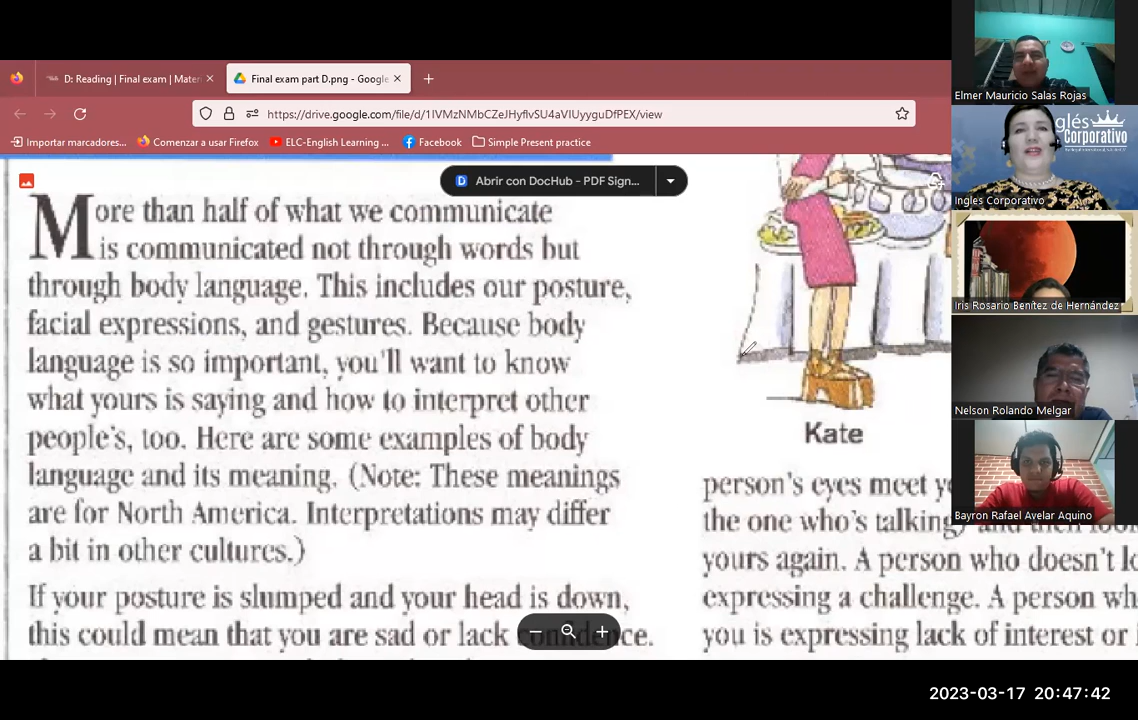 D: Reading | Final exam | Mater
Final exam part D.png - Google
https://drive.google.com/file/d/1IVMzNMbCZeJHyflvSU4aVIUyyguDfPEX/view
Importar marcadores...
Comenzar a usar Firefox
ELC-English Learning ...
Facebook
Simple Present practice
Abrir con DocHub - PDF Sign...
More than half of what we communicate
is communicated not through words but
through body language. This includes our posture,
facial expressions, and gestures. Because body
language is so important, you'll want to know
what yours is saying and how to interpret other
people's, too. Here are some examples of body
language and its meaning. (Note: These meanings
are for North America. Interpretations may differ
a bit in other cultures.)
If your posture is slumped and your head is down,
this could mean that you are sad or lack confidence.
Kate
person's eyes meet
the one who's talking)
yours again. A person who doesn't
expressing a challenge. A person
you is expressing lack of interest or
Elmer Mauricio Salas Rojas
glés
Corporativo
Ingles Corporativo
Iris Rosario Benítez de Hernández
Nelson Rolando Melgar
Bayron Rafael Avelar Aquino
2023-03-17 20:47:42